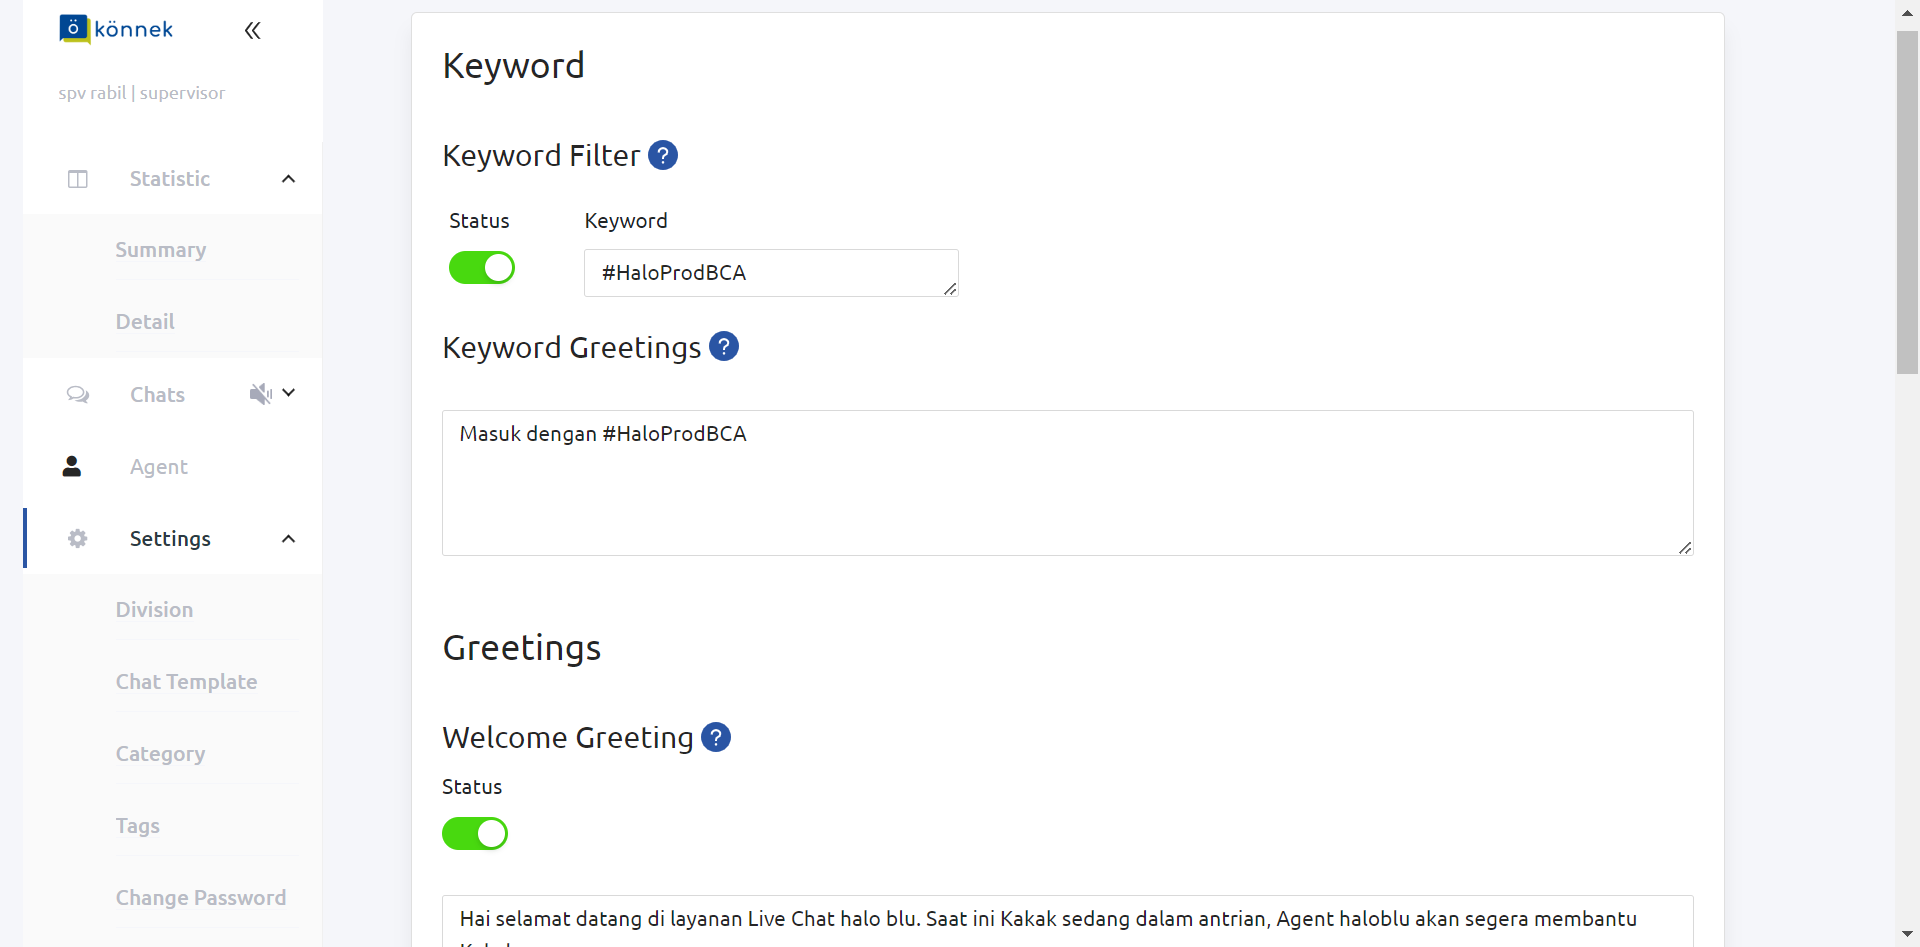 könnek
spv rabil | supervisor
Statistic
Summary
Detail
Chats
Agent
Settings
Division
Chat Template
Category
Tags
Change Password
Keyword
Keyword Filter ?
Status Keyword
#HaloProdBCA
Keyword Greetings ?
Masuk dengan #HaloProdBCA
Greetings
Welcome Greeting ?
Status
Hai selamat datang di layanan Live Chat halo blu. Saat ini Kakak sedang dalam antrian, Agent haloblu akan segera membantu